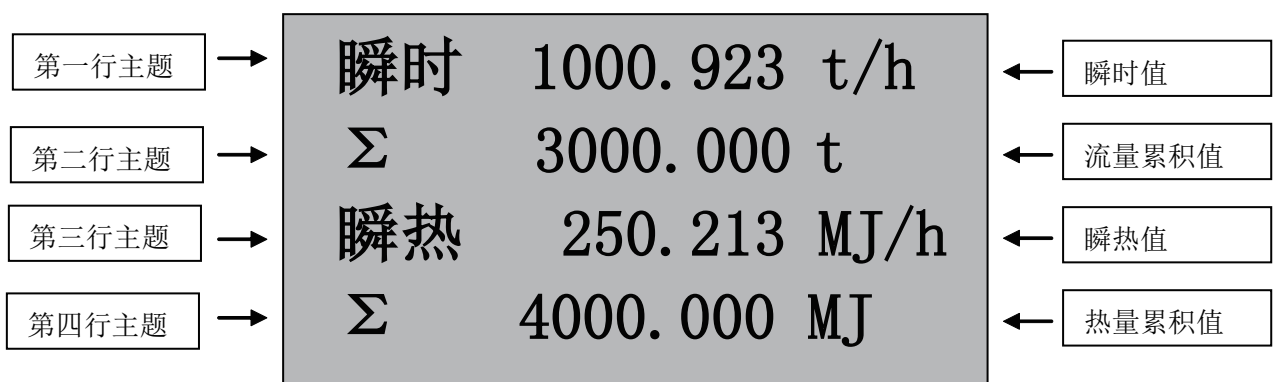 第一行主题 瞬时 1000.923 t/h 瞬时值
第二行主题 Σ 3000.000 t 流量累积值
第三行主题 瞬热 250.213 MJ/h 瞬热值
第四行主题 Σ 4000.000 MJ 热量累积值